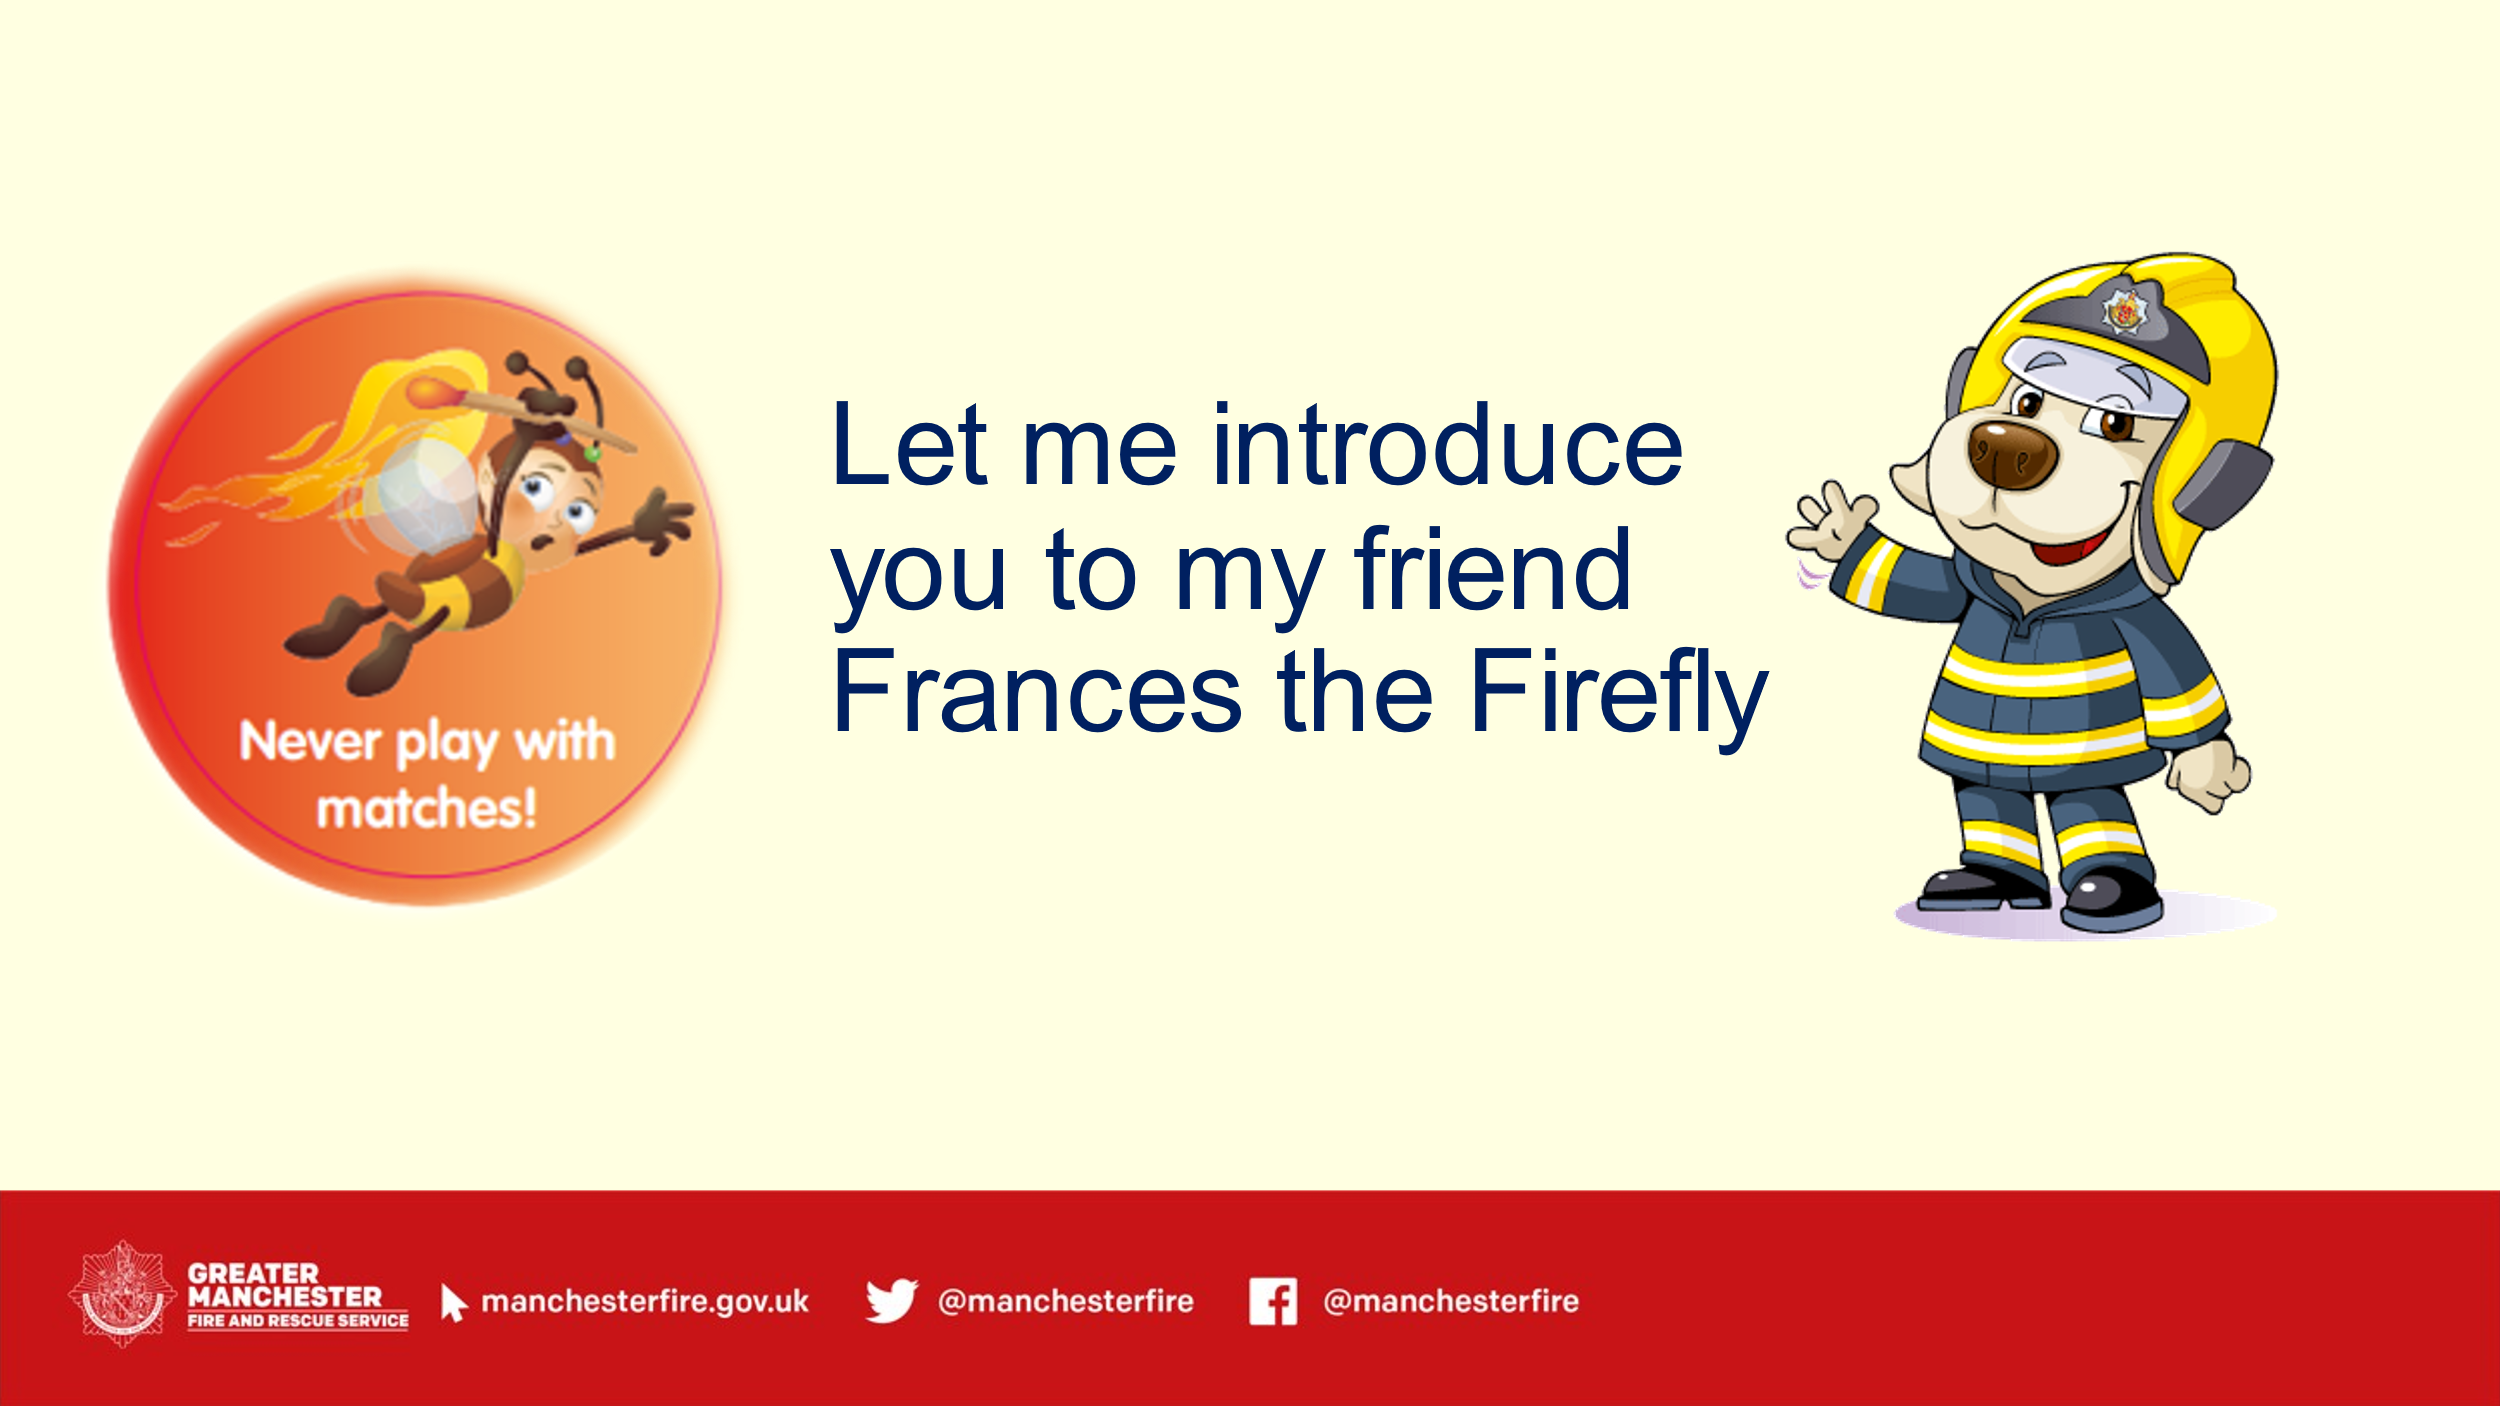 Never play with
matches!
Let me introduce
you to my friend
Frances the Firefly
GREATER
MANCHESTER
FIRE AND RESCUE SERVICE
manchesterfire.gov.uk
@manchesterfire
@manchesterfire